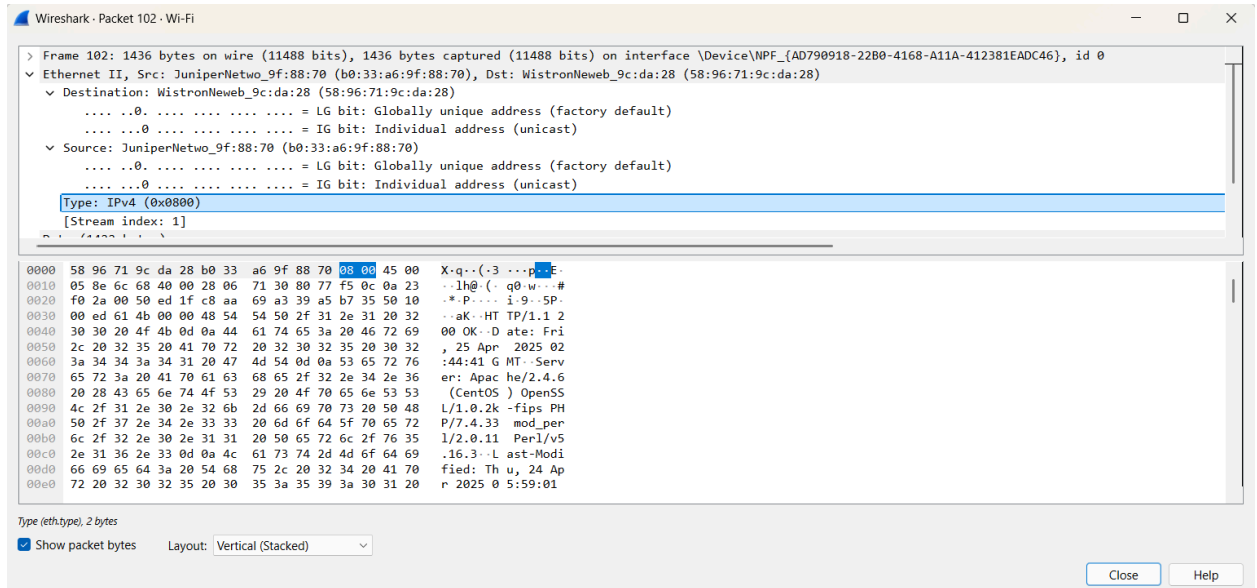 Wireshark · Packet 102 · Wi-Fi
Frame 102: 1436 bytes on wire (11488 bits), 1436 bytes captured (11488 bits) on interface \Device\NPF_{AD790918-22B0-4168-A11A-412381EADC46}, id 0
Ethernet II, Src: JuniperNetwo_9f:88:70 (b0:33:a6:9f:88:70), Dst: WistronNeweb_9c:da:28 (58:96:71:9c:da:28)
Destination: WistronNeweb_9c:da:28 (58:96:71:9c:da:28)
.... ..0. .... .... .... .... = LG bit: Globally unique address (factory default)
.... ...0 .... .... .... .... = IG bit: Individual address (unicast)
Source: JuniperNetwo_9f:88:70 (b0:33:a6:9f:88:70)
.... ..0. .... .... .... .... = LG bit: Globally unique address (factory default)
.... ...0 .... .... .... .... = IG bit: Individual address (unicast)
Type: IPv4 (0x0800)
[Stream index: 1]
0000 58 96 71 9c da 28 b0 33 a6 9f 88 70 08 00 45 00 X·q··(·3 ···p··E·
0010 05 8e 6c 68 40 00 28 06 71 30 80 77 f5 0c 0a 23 ··lh@·(· q0·w···#
0020 f0 2a 00 50 ed 1f c8 aa 69 a3 39 a5 b7 35 50 10 ·*·P···· i·9··5P·
0030 00 ed 61 4b 00 00 48 54 54 50 2f 31 2e 31 20 32 ··aK··HT TP/1.1 2
0040 30 30 20 4f 4b 0d 0a 44 61 74 65 3a 20 46 72 69 00 OK··D ate: Fri
0050 2c 20 32 35 20 41 70 72 20 32 30 32 35 20 30 32 , 25 Apr 2025 02
0060 3a 34 34 3a 34 31 20 47 4d 54 0d 0a 53 65 72 76 :44:41 G MT··Serv
0070 65 72 3a 20 41 70 61 63 68 65 2f 32 2e 34 2e 36 er: Apac he/2.4.6
0080 20 28 43 65 6e 74 4f 53 29 20 4f 70 65 6e 53 53 (CentOS ) OpenSS
0090 4c 2f 31 2e 30 2e 32 6b 2d 66 69 70 73 20 50 48 L/1.0.2k -fips PH
00a0 50 2f 37 2e 34 2e 33 33 20 6d 6f 64 5f 70 65 72 P/7.4.33 mod_per
00b0 6c 2f 32 2e 30 2e 31 31 20 50 65 72 6c 2f 76 35 l/2.0.11 Perl/v5
00c0 2e 31 36 2e 33 0d 0a 4c 61 73 74 2d 4d 6f 64 69 .16.3··L ast-Modi
00d0 66 69 65 64 3a 20 54 68 75 2c 20 32 34 20 41 70 fied: Th u, 24 Ap
00e0 72 20 32 30 32 35 20 30 35 3a 35 39 3a 30 31 20 r 2025 0 5:59:01
Type (eth.type), 2 bytes
Show packet bytes Layout: Vertical (Stacked)
Close Help